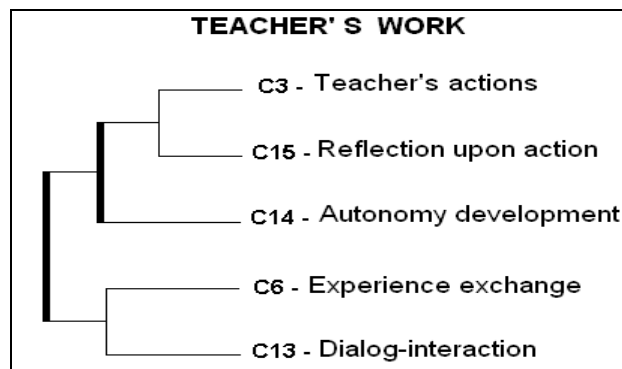 TEACHER' S WORK
C3 - Teacher's actions
C15 - Reflection upon action
C14 - Autonomy development
C6 - Experience exchange
C13 - Dialog-interaction